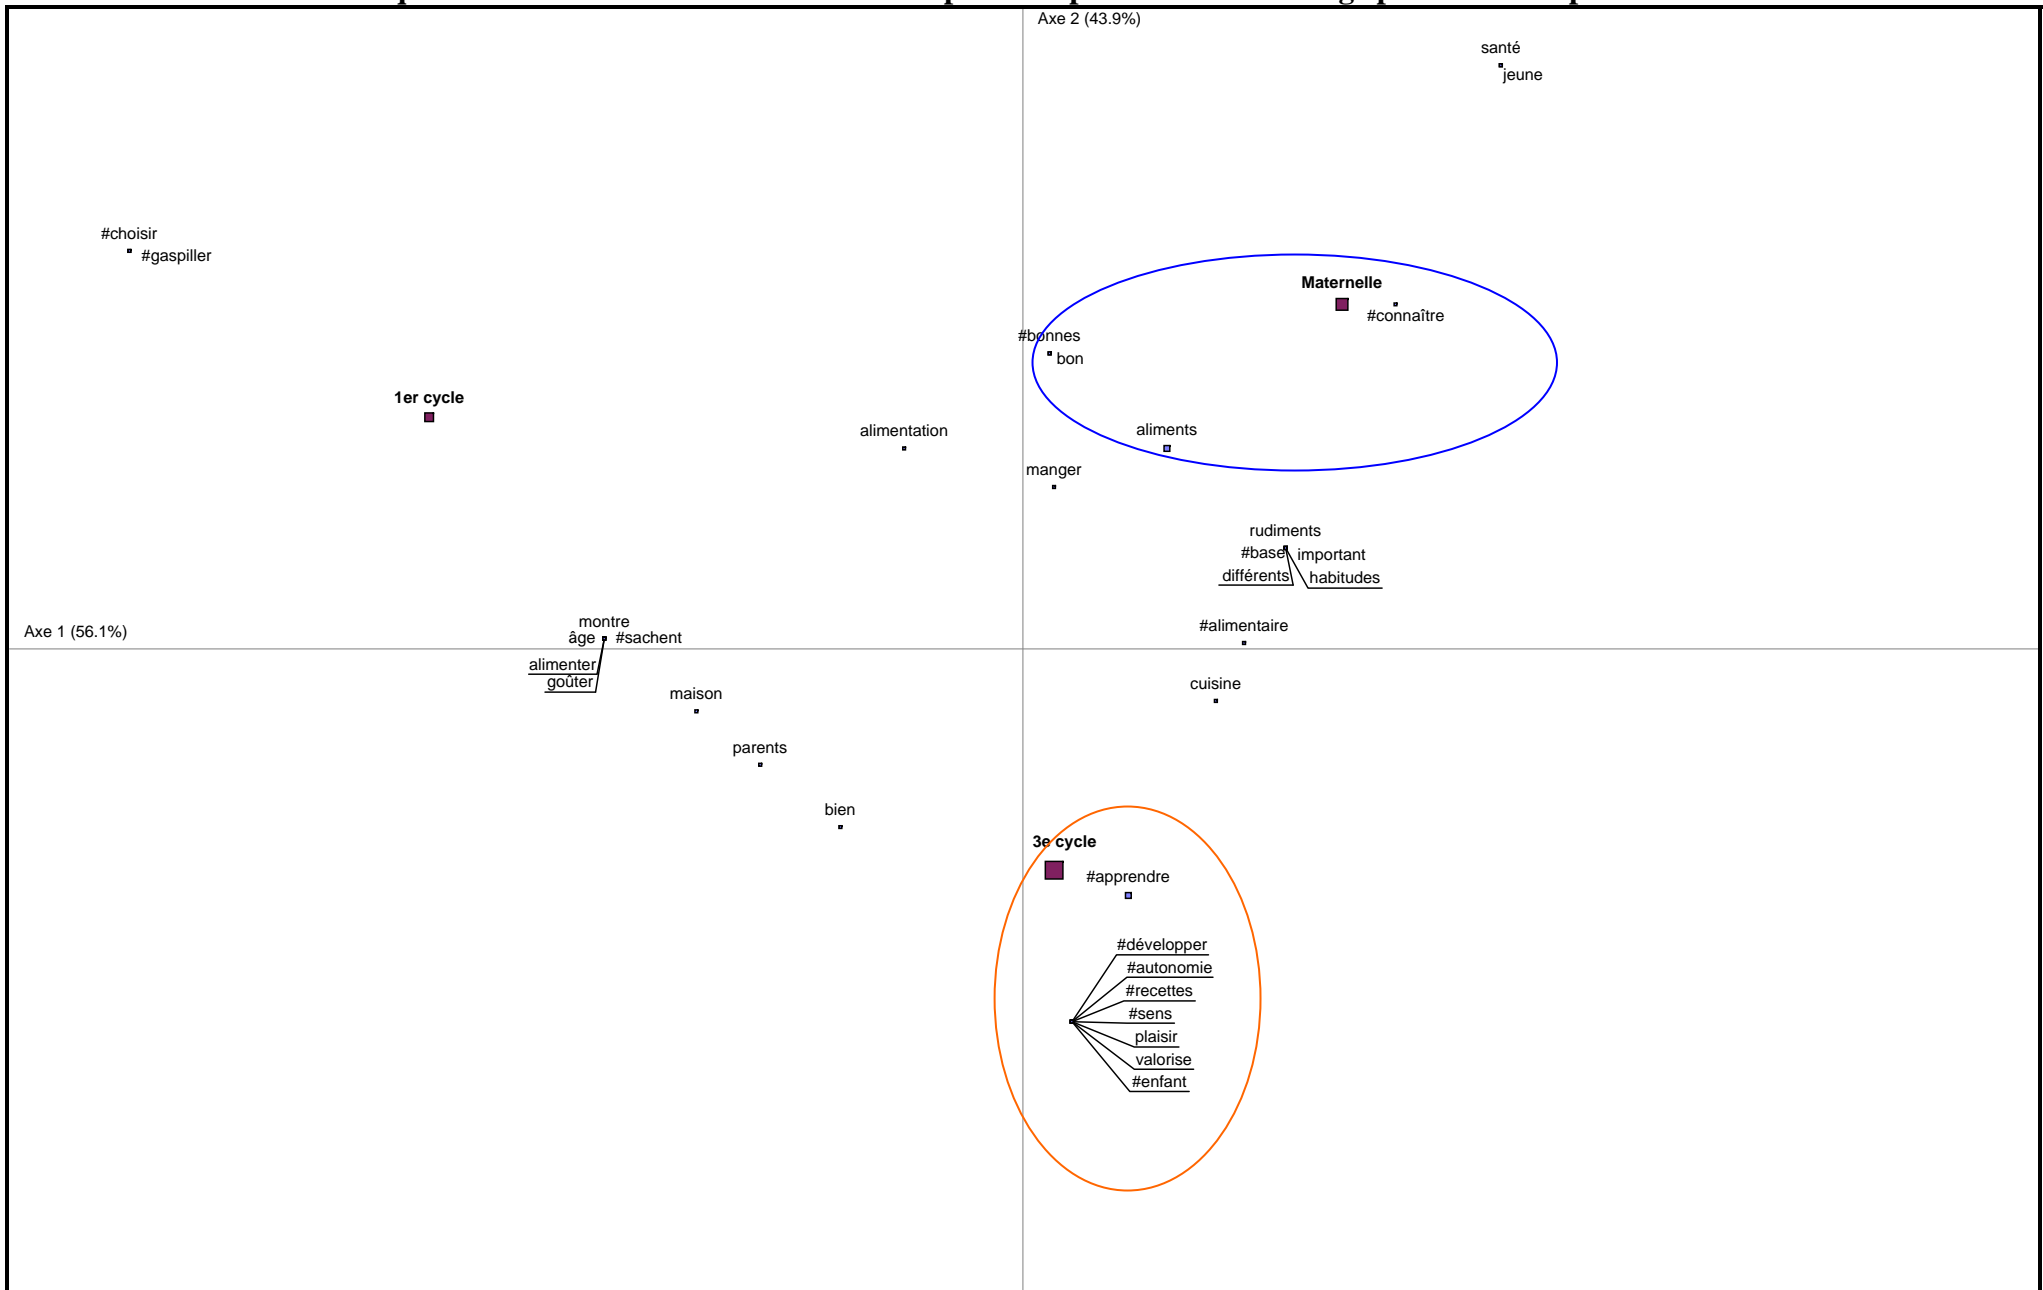 Axe 2 (43.9%)
santé
jeune
#choisir
#gaspiller
Maternelle
#connaître
#bonnes
bon
1er cycle
alimentation
aliments
manger
rudiments
#base
important
différents
habitudes
montre
âge
#sachent
#alimentaire
Axe 1 (56.1%)
alimenter
goûter
maison
cuisine
parents
bien
3e cycle
#apprendre
#développer
#autonomie
#recettes
#sens
plaisir
valorise
#enfant